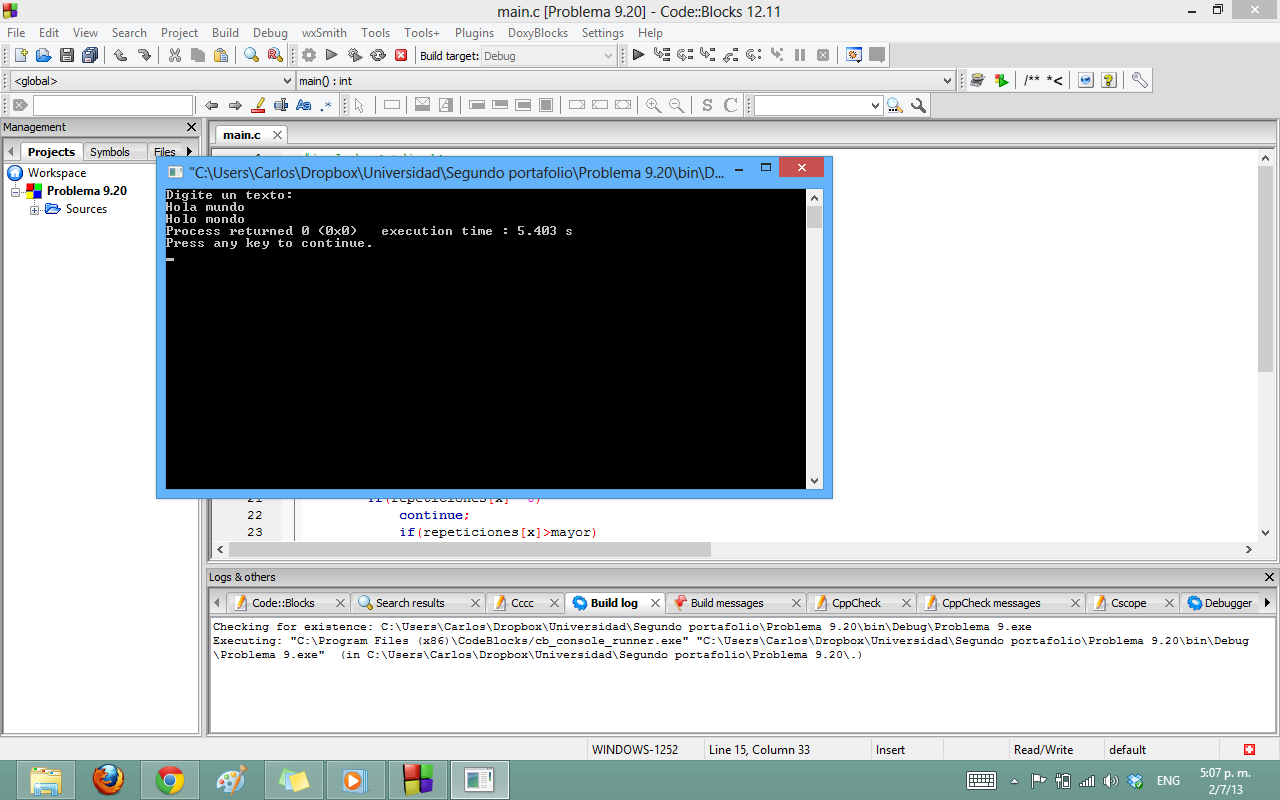 main.c [Problema 9.20] - Code::Blocks 12.11
File Edit View Search Project Build Debug wxSmith Tools Tools+ Plugins DoxyBlocks Settings Help
Build target: Debug
<global> main() : int /** *<
Aa .* S C
Management main.c
Projects Symbols Files
Workspace
Problema 9.20
Sources
"C:\Users\Carlos\Dropbox\Universidad\Segundo portafolio\Problema 9.20\bin\D...
Digite un texto:
Hola mundo
Holo mondo
Process returned 0 (0x0) execution time : 5.403 s
Press any key to continue.
22 continue;
23 if(repeticiones[x]>mayor)
Logs & others
Code::Blocks Search results Cccc Build log Build messages CppCheck CppCheck messages Cscope Debugger
Checking for existence: C:\Users\Carlos\Dropbox\Universidad\Segundo portafolio\Problema 9.20\bin\Debug\Problema 9.exe
Executing: "C:\Program Files (x86)\CodeBlocks/cb_console_runner.exe" "C:\Users\Carlos\Dropbox\Universidad\Segundo portafolio\Problema 9.20\bin\Debug
\Problema 9.exe" (in C:\Users\Carlos\Dropbox\Universidad\Segundo portafolio\Problema 9.20\.)
WINDOWS-1252 Line 15, Column 33 Insert Read/Write default
ENG 5:07 p. m.
2/7/13